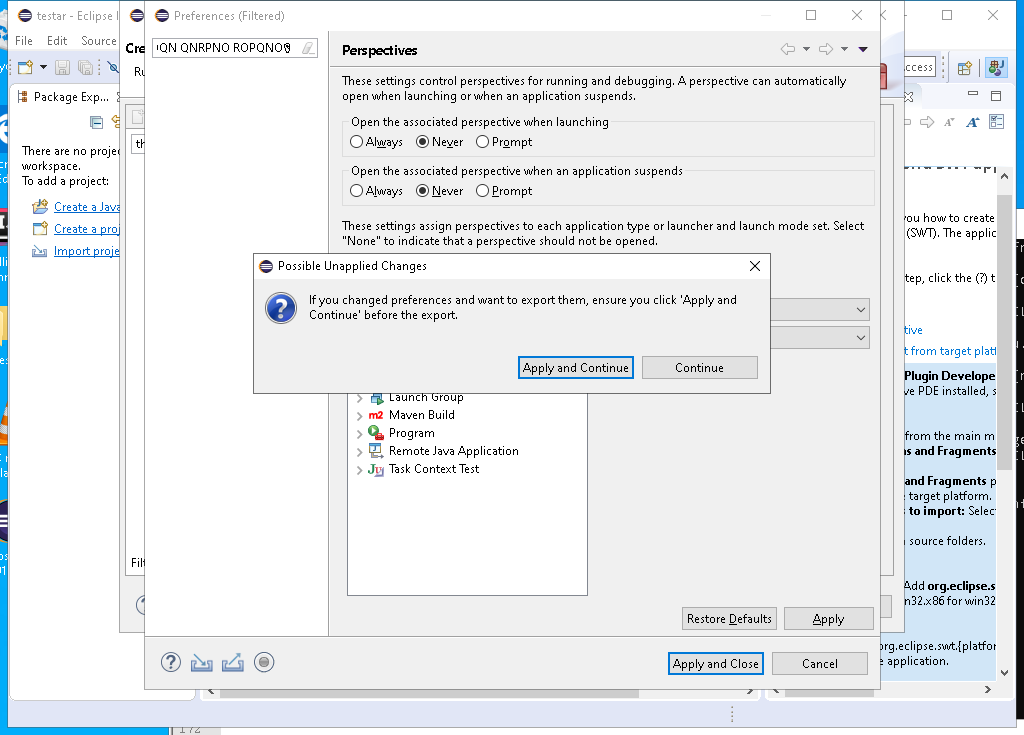 testar - Eclipse I
Preferences (Filtered)
File Edit Source
Cre
QN QNRPNO ROPQNO
Perspectives
Ru
These settings control perspectives for running and debugging. A perspective can automatically
open when launching or when an application suspends.
Package Exp...
Open the associated perspective when launching
Always Never Prompt
There are no projec
workspace.
To add a project:
Open the associated perspective when an application suspends
Always Never Prompt
Create a Java
Create a proj
Import proje
These settings assign perspectives to each application type or launcher and launch mode set. Select
"None" to indicate that a perspective should not be opened.
you how to create
(SWT). The applic
Possible Unapplied Changes
If you changed preferences and want to export them, ensure you click 'Apply and
Continue' before the export.
Apply and Continue Continue
tep, click the (?) t
tive
t from target platf
Plugin Develope
ve PDE installed, s
from the main m
s and Fragments
and Fragments p
e target platform.
s to import: Selec
source folders.
Add org.eclipse.s
n32.x86 for win32
org.eclipse.swt.{platfor
e application.
Launch Group
Maven Build
Program
Remote Java Application
Task Context Test
Filt
Restore Defaults Apply
Apply and Close Cancel
172